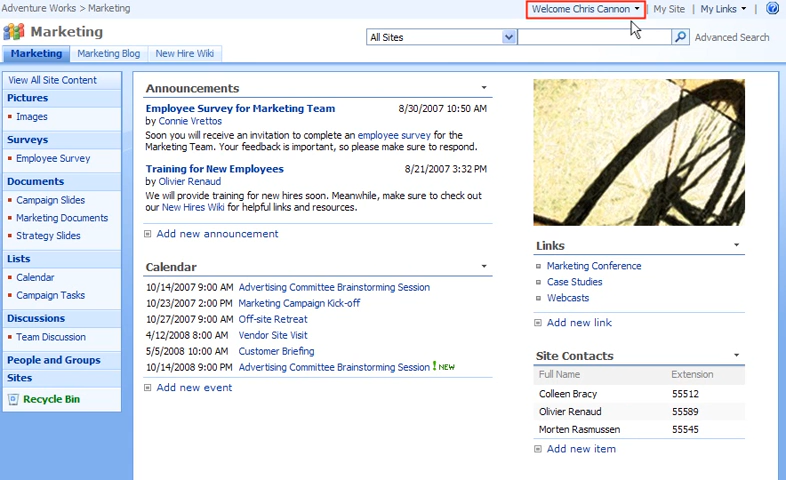 Adventure Works > Marketing
Welcome Chris Cannon | My Site | My Links |
Marketing
All Sites
Advanced Search
Marketing
Marketing Blog
New Hire Wiki
View All Site Content
Pictures
Images
Surveys
Employee Survey
Documents
Campaign Slides
Marketing Documents
Strategy Slides
Lists
Calendar
Campaign Tasks
Discussions
Team Discussion
People and Groups
Sites
Recycle Bin
Announcements
Employee Survey for Marketing Team 8/30/2007 10:50 AM
by Connie Vrettos
Soon you will receive an invitation to complete an employee survey for the
Marketing Team. Your feedback is important, so please make sure to respond.
Training for New Employees 8/21/2007 3:32 PM
by Olivier Renaud
We will provide training for new hires soon. Meanwhile, make sure to check out
our New Hires Wiki for helpful links and resources.
Add new announcement
Calendar
10/14/2007 9:00 AM Advertising Committee Brainstorming Session
10/23/2007 2:00 PM Marketing Campaign Kick-off
10/27/2007 9:00 AM Off-site Retreat
4/12/2008 8:00 AM Vendor Site Visit
5/5/2008 10:00 AM Customer Briefing
10/14/2008 9:00 PM Advertising Committee Brainstorming Session ! NEW
Add new event
Links
Marketing Conference
Case Studies
Webcasts
Add new link
Site Contacts
Full Name Extension
Colleen Bracy 55512
Olivier Renaud 55589
Morten Rasmussen 55545
Add new item